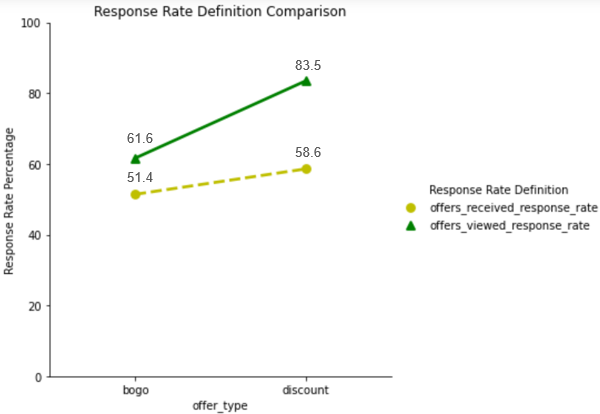 Response Rate Definition Comparison
100
80
60
40
20
0
Response Rate Percentage
83.5
61.6
58.6
51.4
bogo
discount
offer_type
Response Rate Definition
offers_received_response_rate
offers_viewed_response_rate